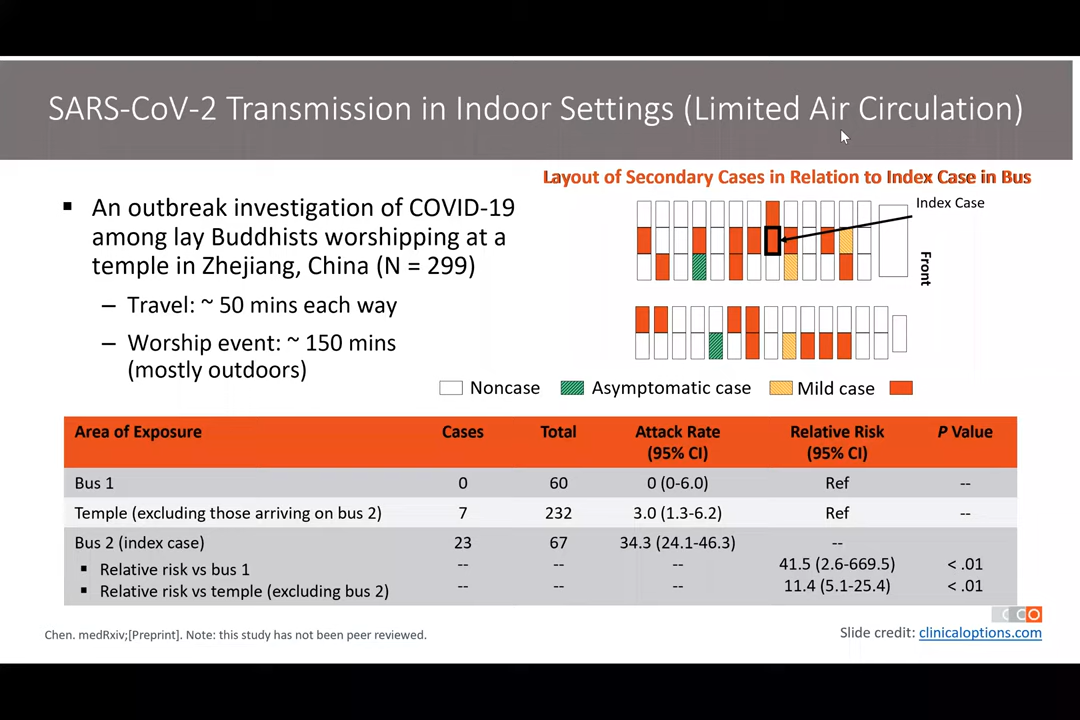 SARS-CoV-2 Transmission in Indoor Settings (Limited Air Circulation)
▪ An outbreak investigation of COVID-19
among lay Buddhists worshipping at a
temple in Zhejiang, China (N = 299)
– Travel: ~ 50 mins each way
– Worship event: ~ 150 mins
(mostly outdoors)
Layout of Secondary Cases in Relation to Index Case in Bus
Index Case
Front
Noncase Asymptomatic case Mild case
Area of Exposure Cases Total Attack Rate (95% CI) Relative Risk (95% CI) P Value
Bus 1 0 60 0 (0-6.0) Ref --
Temple (excluding those arriving on bus 2) 7 232 3.0 (1.3-6.2) Ref --
Bus 2 (index case) 23 67 34.3 (24.1-46.3) --
▪ Relative risk vs bus 1 -- -- -- 41.5 (2.6-669.5) < .01
▪ Relative risk vs temple (excluding bus 2) -- -- -- 11.4 (5.1-25.4) < .01
CCO
Chen. medRxiv;[Preprint]. Note: this study has not been peer reviewed.
Slide credit: clinicaloptions.com